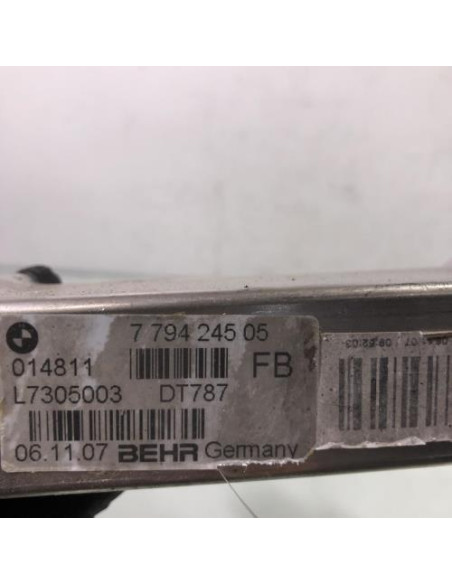 7 794 245 05
014811 FB
L7305003 DT787
06.11.07 BEHR Germany